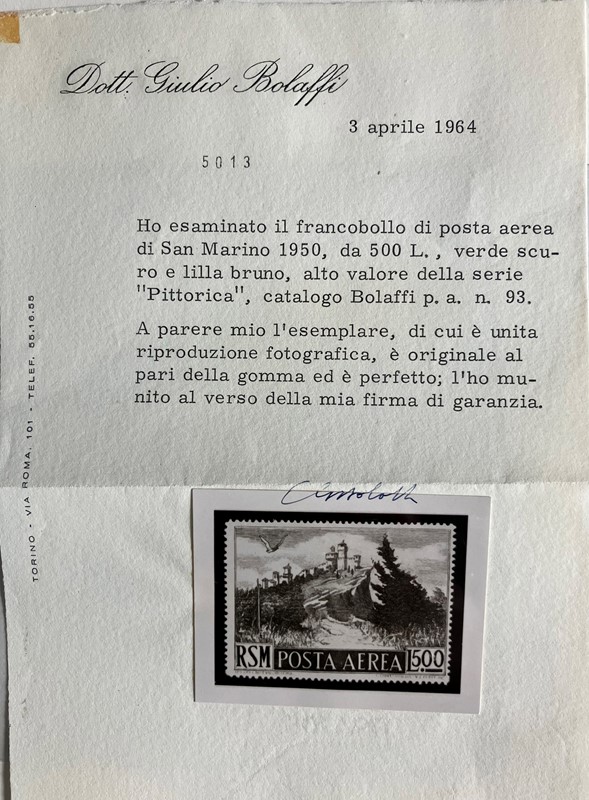 Dott. Giulio Bolaffi
3 aprile 1964
5013
Ho esaminato il francobollo di posta aerea
di San Marino 1950, da 500 L., verde scu-
ro e lilla bruno, alto valore della serie
"Pittorica", catalogo Bolaffi p. a. n. 93.
A parere mio l'esemplare, di cui è unita
riproduzione fotografica, è originale al
pari della gomma ed è perfetto; l'ho mu-
nito al verso della mia firma di garanzia.
TORINO - VIA ROMA, 101 - TELEF. 55.16.55
RSM POSTA AEREA L500